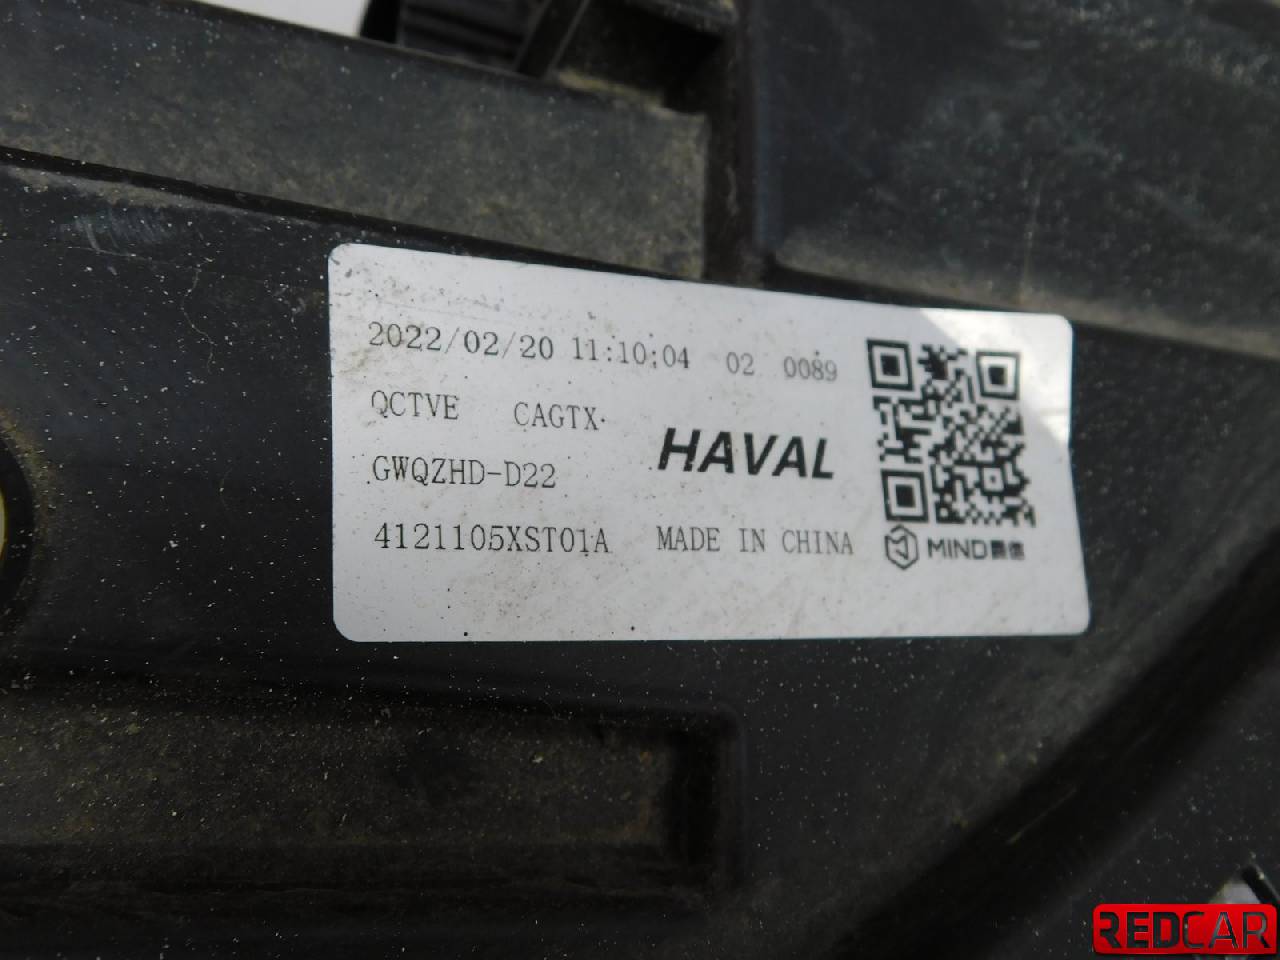 2022/02/20 11:10:04 02 0089
QCTVE CAGTX
HAVAL
GWQZHD-D22
4121105XST01A MADE IN CHINA
MIND
REDCAR